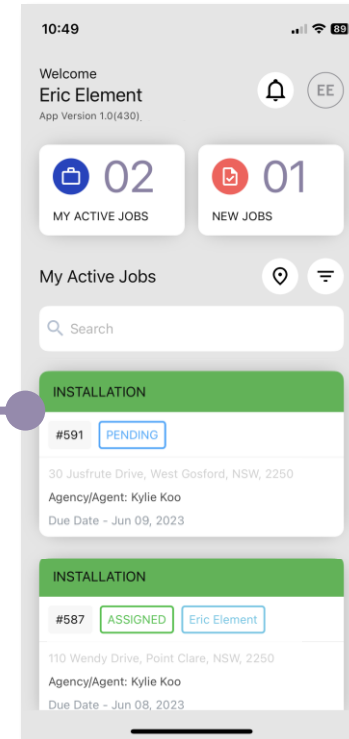 10:49
89
Welcome
Eric Element
App Version 1.0(430).
EE
02
MY ACTIVE JOBS
01
NEW JOBS
My Active Jobs
Search
INSTALLATION
#591 PENDING
30 Jusfrute Drive, West Gosford, NSW, 2250
Agency/Agent: Kylie Koo
Due Date - Jun 09, 2023
INSTALLATION
#587 ASSIGNED Eric Element
110 Wendy Drive, Point Clare, NSW, 2250
Agency/Agent: Kylie Koo
Due Date - Jun 08, 2023